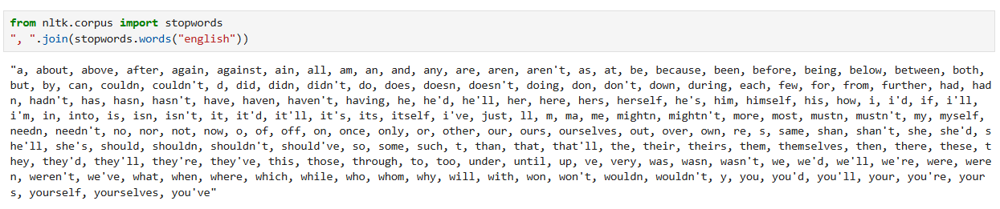 from nltk.corpus import stopwords
", ".join(stopwords.words("english"))
"a, about, above, after, again, against, ain, all, am, an, and, any, are, aren, aren't, as, at, be, because, been, before, being, below, between, both,
but, by, can, couldn, couldn't, d, did, didn, didn't, do, does, doesn, doesn't, doing, don, don't, down, during, each, few, for, from, further, had, had
n, hadn't, has, hasn, hasn't, have, haven, haven't, having, he, he'd, he'll, her, here, hers, herself, he's, him, himself, his, how, i, i'd, if, i'll,
i'm, in, into, is, isn, isn't, it, it'd, it'll, it's, its, itself, i've, just, ll, m, ma, me, mightn, mightn't, more, most, mustn, mustn't, my, myself,
needn, needn't, no, nor, not, now, o, of, off, on, once, only, or, other, our, ours, ourselves, out, over, own, re, s, same, shan, shan't, she, she'd, s
he'll, she's, should, shouldn, shouldn't, should've, so, some, such, t, than, that, that'll, the, their, theirs, them, themselves, then, there, these, t
hey, they'd, they'll, they're, they've, this, those, through, to, too, under, until, up, ve, very, was, wasn, wasn't, we, we'd, we'll, we're, were, were
n, weren't, we've, what, when, where, which, while, who, whom, why, will, with, won, won't, wouldn, wouldn't, y, you, you'd, you'll, your, you're, your
s, yourself, yourselves, you've"